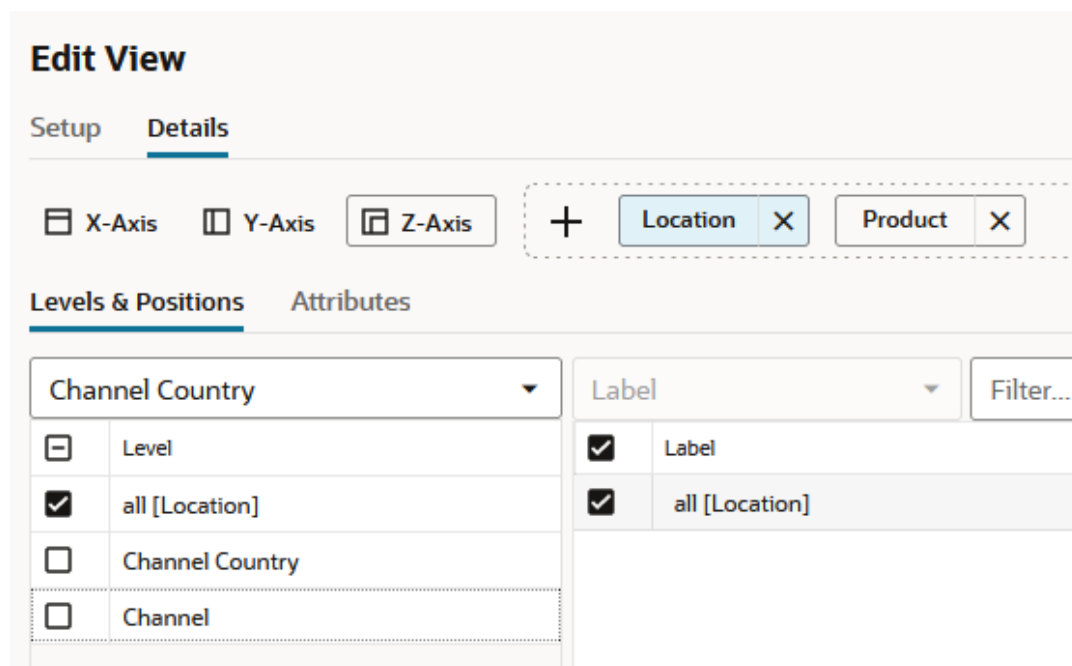 Edit View
Setup Details
X-Axis Y-Axis Z-Axis Location Product
Levels & Positions Attributes
Channel Country Label Filter...
Level Label
all [Location] all [Location]
Channel Country
Channel